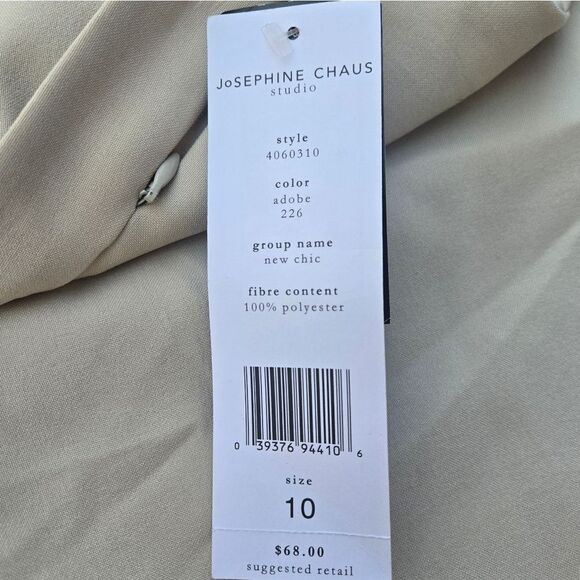 JoSEPHINE CHAUS
studio
style
4060310
color
adobe
226
group name
new chic
fibre content
100% polyester
0 39376 94410 6
size
10
$68.00
suggested retail